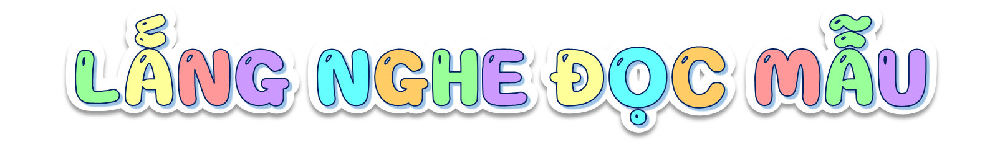 LẮNG NGHE ĐỌC MẪU